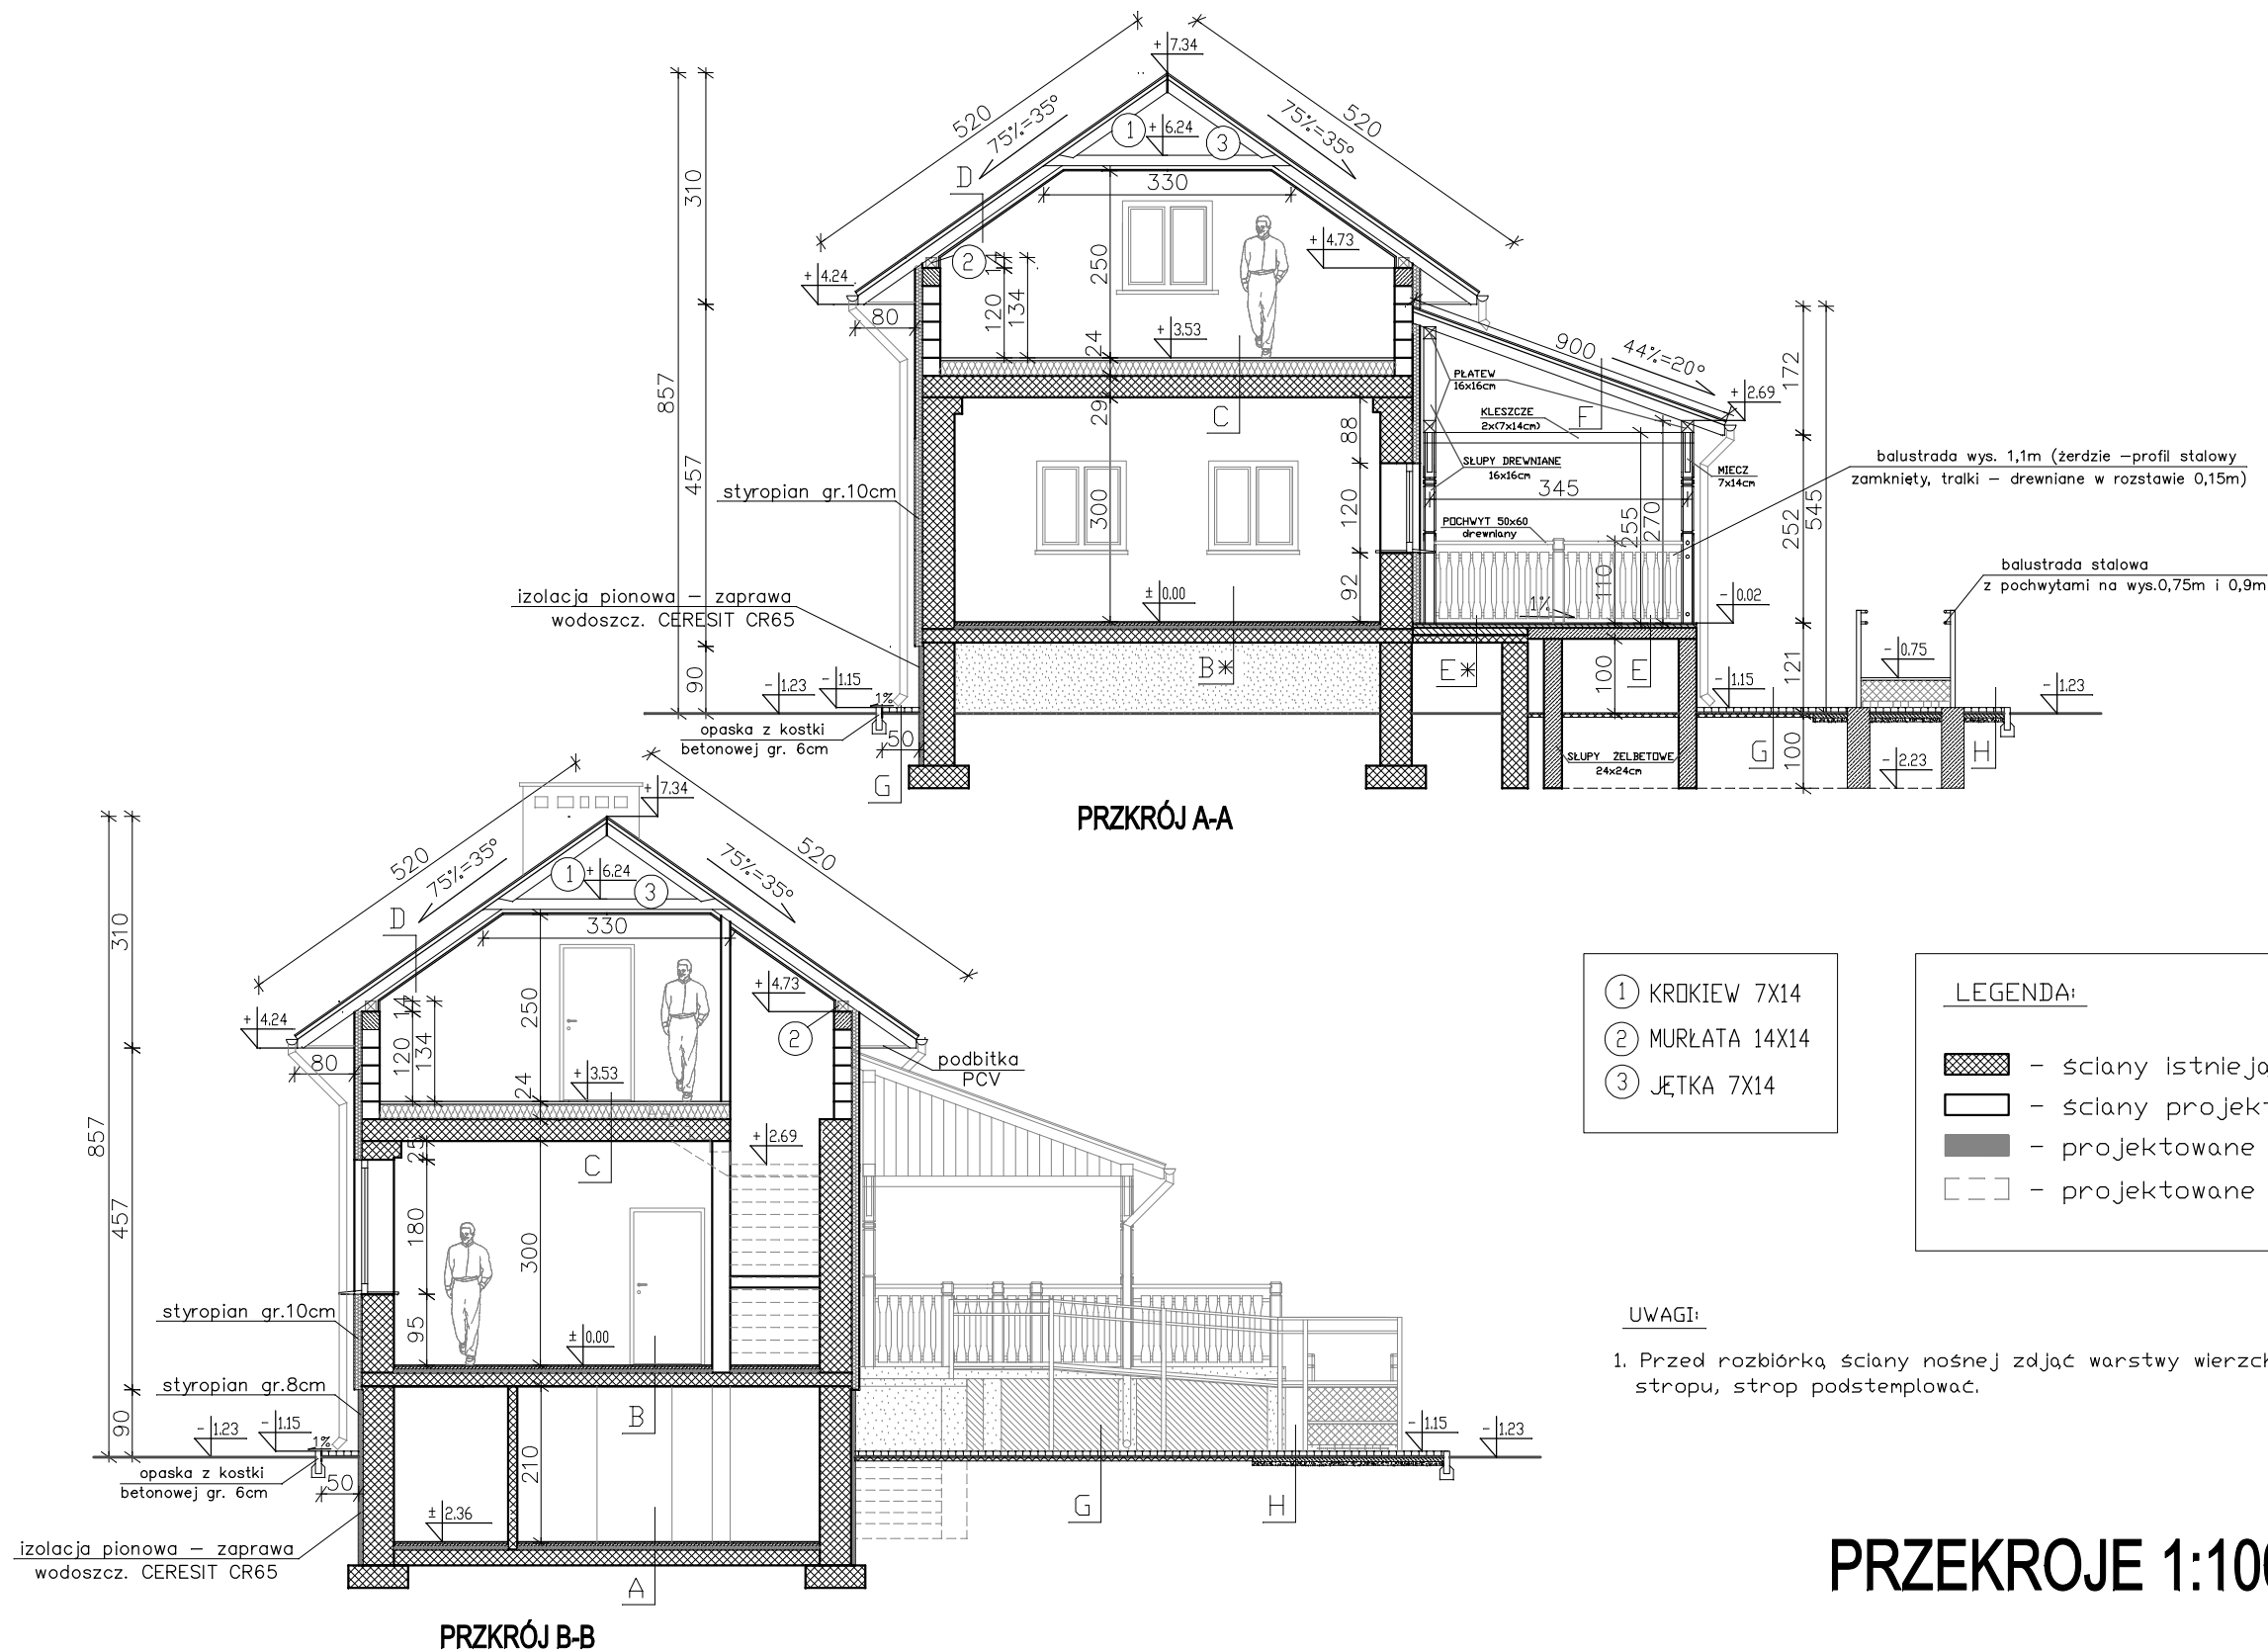 + 7.34
520
75%=35°
520
75%=35°
1
+ 6.24
3
D
330
310
2
14
+ 4.73
+ 4.24
250
120
134
80
24
+ 3.53
900
44%=20°
172
PŁATEW
16x16cm
+ 2.69
857
29
C
KLESZCZE
2x(7x14cm)
F
88
457
SŁUPY DREWNIANE
16x16cm
MIECZ
7x14cm
balustrada wys. 1,1m (żerdzie –profil stalowy
zamknięty, tralki – drewniane w rozstawie 0,15m)
styropian gr.10cm
345
300
120
POCHWYT 50x60
drewniany
255
270
252
545
balustrada stalowa
z pochwytami na wys.0,75m i 0,9m
izolacja pionowa – zaprawa
wodoszcz. CERESIT CR65
± 0.00
92
110
1%
- 0.02
90
B*
E*
100
E
121
- 0.75
- 1.23
- 1.15
1%
- 1.15
- 1.23
opaska z kostki
betonowej gr. 6cm
50
G
SŁUPY ŻELBETOWE
24x24cm
G
100
- 2.23
H
PRZKRÓJ A-A
+ 7.34
520
75%=35°
75%=35°
520
1
+ 6.24
3
D
330
310
14
+ 4.73
2
+ 4.24
250
120
134
80
24
+ 3.53
podbitka
PCV
857
25
C
+ 2.69
457
180
300
styropian gr.10cm
95
± 0.00
styropian gr.8cm
90
B
- 1.23
- 1.15
1%
210
- 1.15
- 1.23
opaska z kostki
betonowej gr. 6cm
50
± 2.36
G
H
izolacja pionowa – zaprawa
wodoszcz. CERESIT CR65
A
PRZKRÓJ B-B
1 KROKIEW 7X14
2 MURŁATA 14X14
3 JĘTKA 7X14
LEGENDA:
– ściany istnieją
– ściany projekt
– projektowane
– projektowane
UWAGI:
1. Przed rozbiórką ściany nośnej zdjąć warstwy wierzch
stropu, strop podstemplować.
PRZEKROJE 1:100